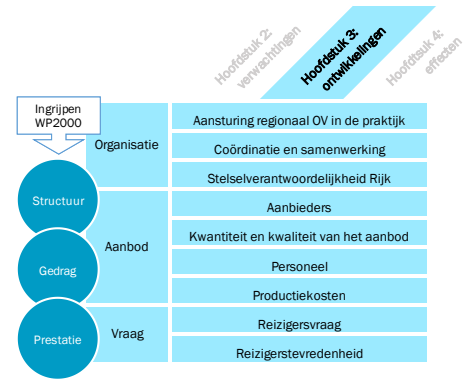 Hoofdstuk 2:
verwachtingen
Hoofdstuk 3:
ontwikkelingen
Hoofdtsuk 4:
effecten
Ingrijpen
WP2000
Structuur
Gedrag
Prestatie
Organisatie
Aansturing regionaal OV in de praktijk
Coördinatie en samenwerking
Stelselverantwoordelijkheid Rijk
Aanbod
Aanbieders
Kwantiteit en kwaliteit van het aanbod
Personeel
Productiekosten
Vraag
Reizigersvraag
Reizigerstevredenheid